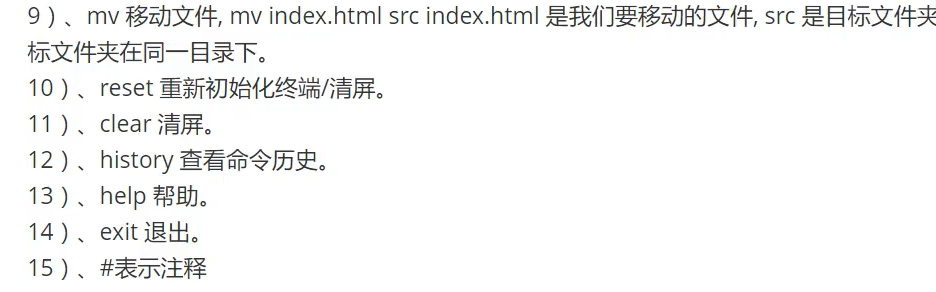 9）、mv 移动文件, mv index.html src index.html 是我们要移动的文件, src 是目标文件夹
标文件夹在同一目录下。
10）、reset 重新初始化终端/清屏。
11）、clear 清屏。
12）、history 查看命令历史。
13）、help 帮助。
14）、exit 退出。
15）、#表示注释